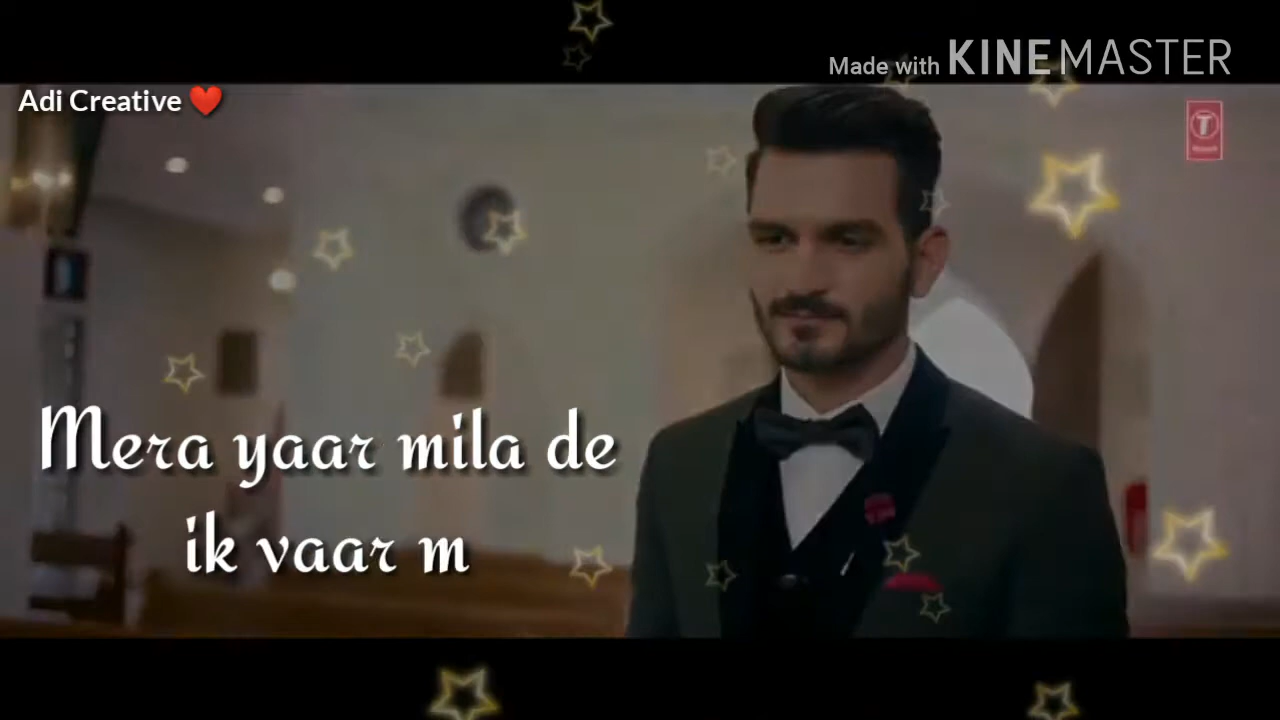 Made with KINEMASTER
Adi Creative ❤️
T
Mera yaar mila de
ik vaar m